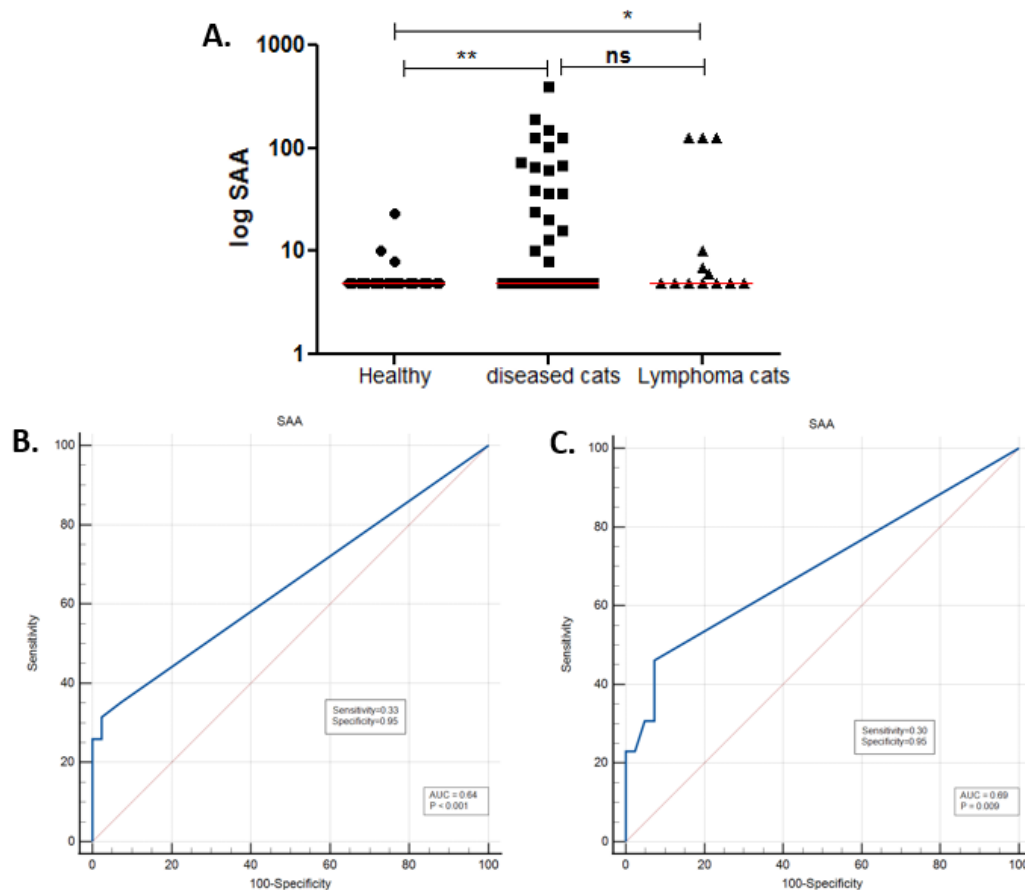 A.
*
**
ns
1000
100
10
1
log SAA
Healthy
diseased cats
Lymphoma cats
B.
SAA
100
80
60
40
20
0
Sensitivity
Sensitivity=0.33
Specificity=0.95
AUC = 0.64
P < 0.001
0 20 40 60 80 100
100-Specificity
C.
SAA
100
80
60
40
20
0
Sensitivity
Sensitivity=0.30
Specificity=0.95
AUC = 0.69
P = 0.009
0 20 40 60 80 100
100-Specificity